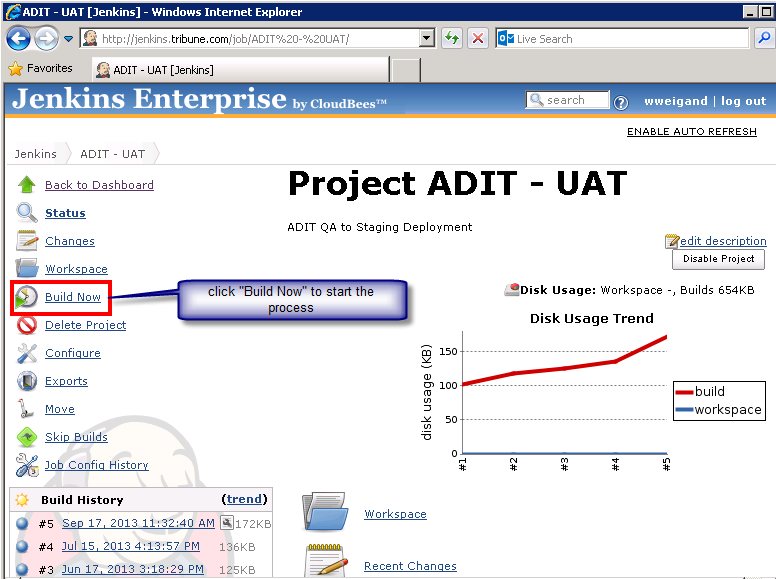 ADIT - UAT [Jenkins] - Windows Internet Explorer
http://jenkins.tribune.com/job/ADIT%20-%20UAT/
Live Search
Favorites
ADIT - UAT [Jenkins]
Jenkins Enterprise by CloudBees™
search
wweigand | log out
ENABLE AUTO REFRESH
Jenkins
ADIT - UAT
Back to Dashboard
Status
Changes
Workspace
Build Now
Delete Project
Configure
Exports
Move
Skip Builds
Job Config History
Project ADIT - UAT
ADIT QA to Staging Deployment
edit description
Disable Project
click "Build Now" to start the
process
Disk Usage: Workspace -, Builds 654KB
Disk Usage Trend
disk usage (KB)
150
100
50
0
#1
#2
#3
#4
#5
build
workspace
Build History
(trend)
#5 Sep 17, 2013 11:32:40 AM 172KB
#4 Jul 15, 2013 4:13:57 PM 136KB
#3 Jun 17, 2013 3:18:29 PM 125KB
Workspace
Recent Changes